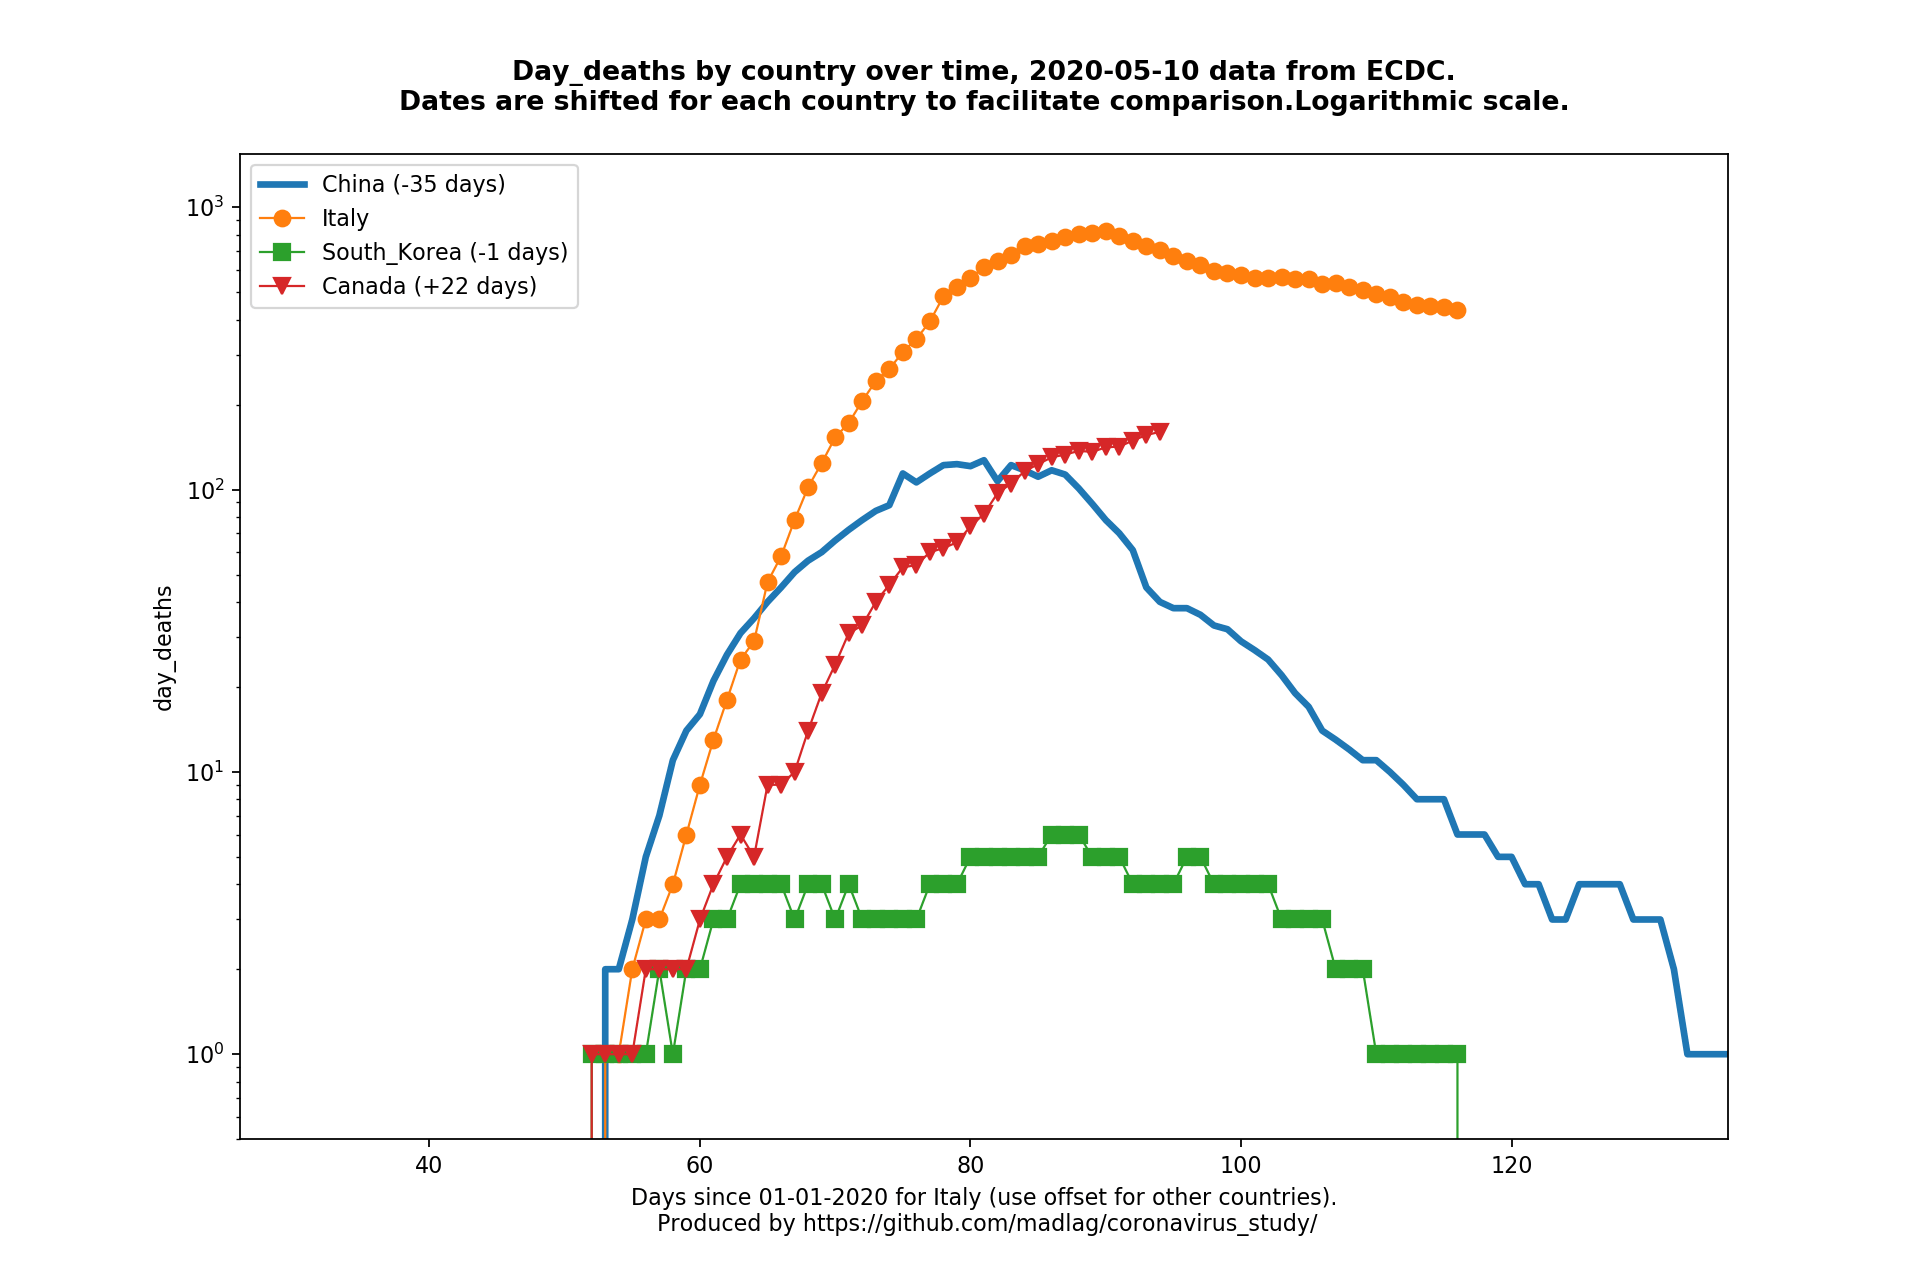 Day_deaths by country over time, 2020-05-10 data from ECDC.
Dates are shifted for each country to facilitate comparison.Logarithmic scale.
China (-35 days)
Italy
South_Korea (-1 days)
Canada (+22 days)
10³
10²
10¹
10⁰
day_deaths
40 60 80 100 120
Days since 01-01-2020 for Italy (use offset for other countries).
Produced by https://github.com/madlag/coronavirus_study/